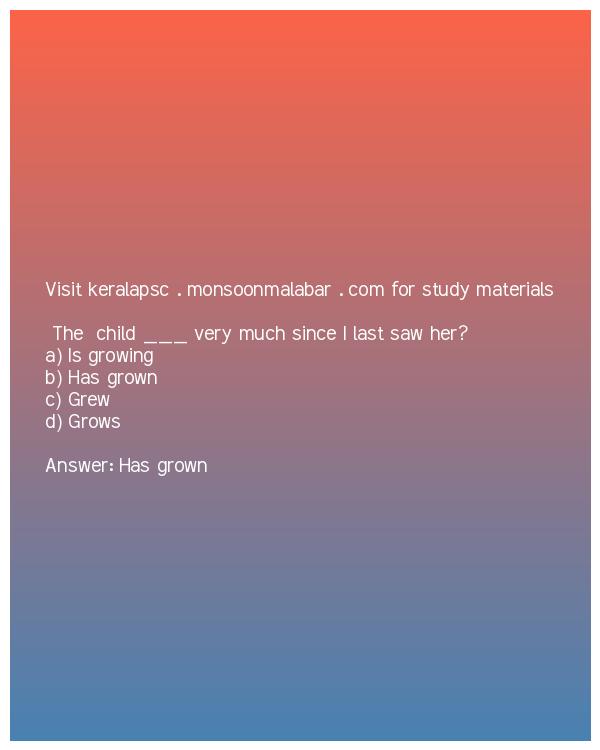 Visit keralapsc . monsoonmalabar . com for study materials
The child ___ very much since I last saw her?
a) Is growing
b) Has grown
c) Grew
d) Grows
Answer: Has grown